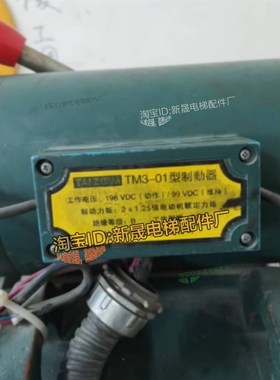 淘宝ID:新晟电梯配件厂
TM3-01型制動器
工作电压: 198 VDC(动作)/99 VDC(维持)
制动力矩: 2×1.25倍电动机额定力矩
绝缘等级: B
淘宝ID:新晟电梯配件厂